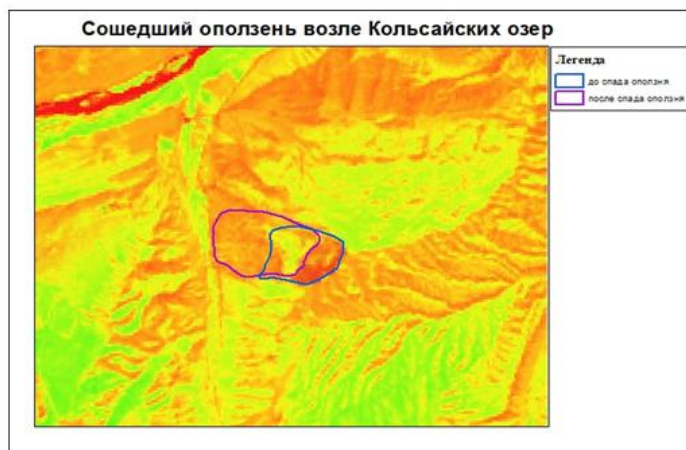 Сошедший оползень возле Кольсайских озер
Легенда
до спада оползня
после спада оползня